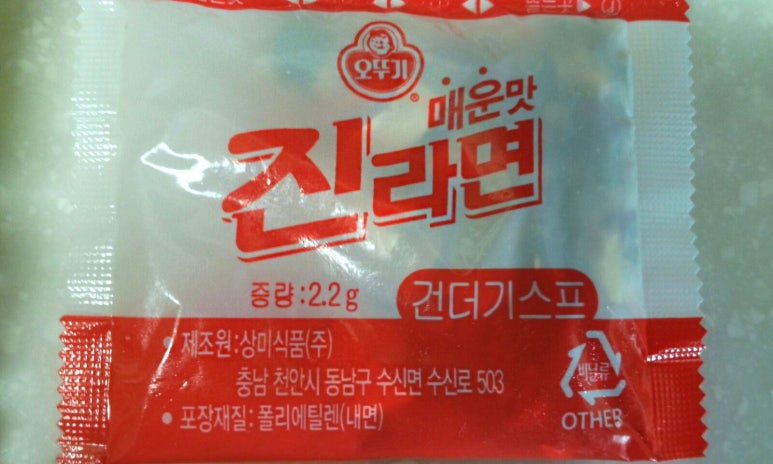 오뚜기
®
매운맛
진라면
중량:2.2g
건더기스프
• 제조원:상미식품(주)
충남 천안시 동남구 수신면 수신로 503
• 포장재질:폴리에틸렌(내면)
비닐류
OTHER